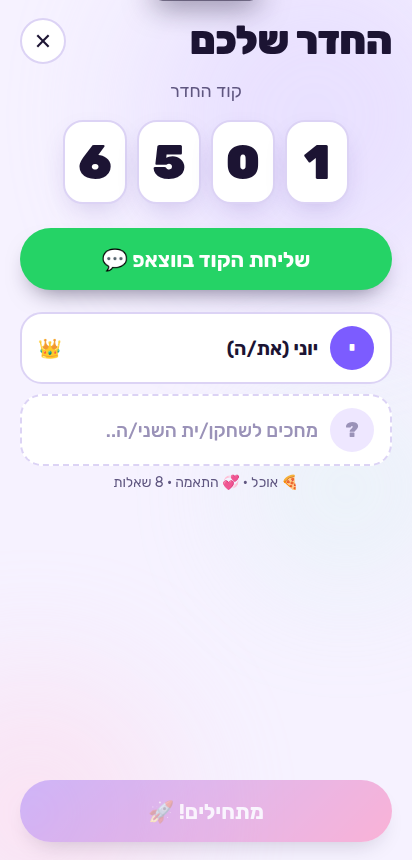 החדר שלכם
✕
קוד החדר
6 5 0 1
שליחת הקוד בווצאפ 💬
י
יוני (את/ה) 👑
?
מחכים לשחקן/ית השני/ה..
🍕 אוכל • 💞 התאמה • 8 שאלות
מתחילים! 🚀